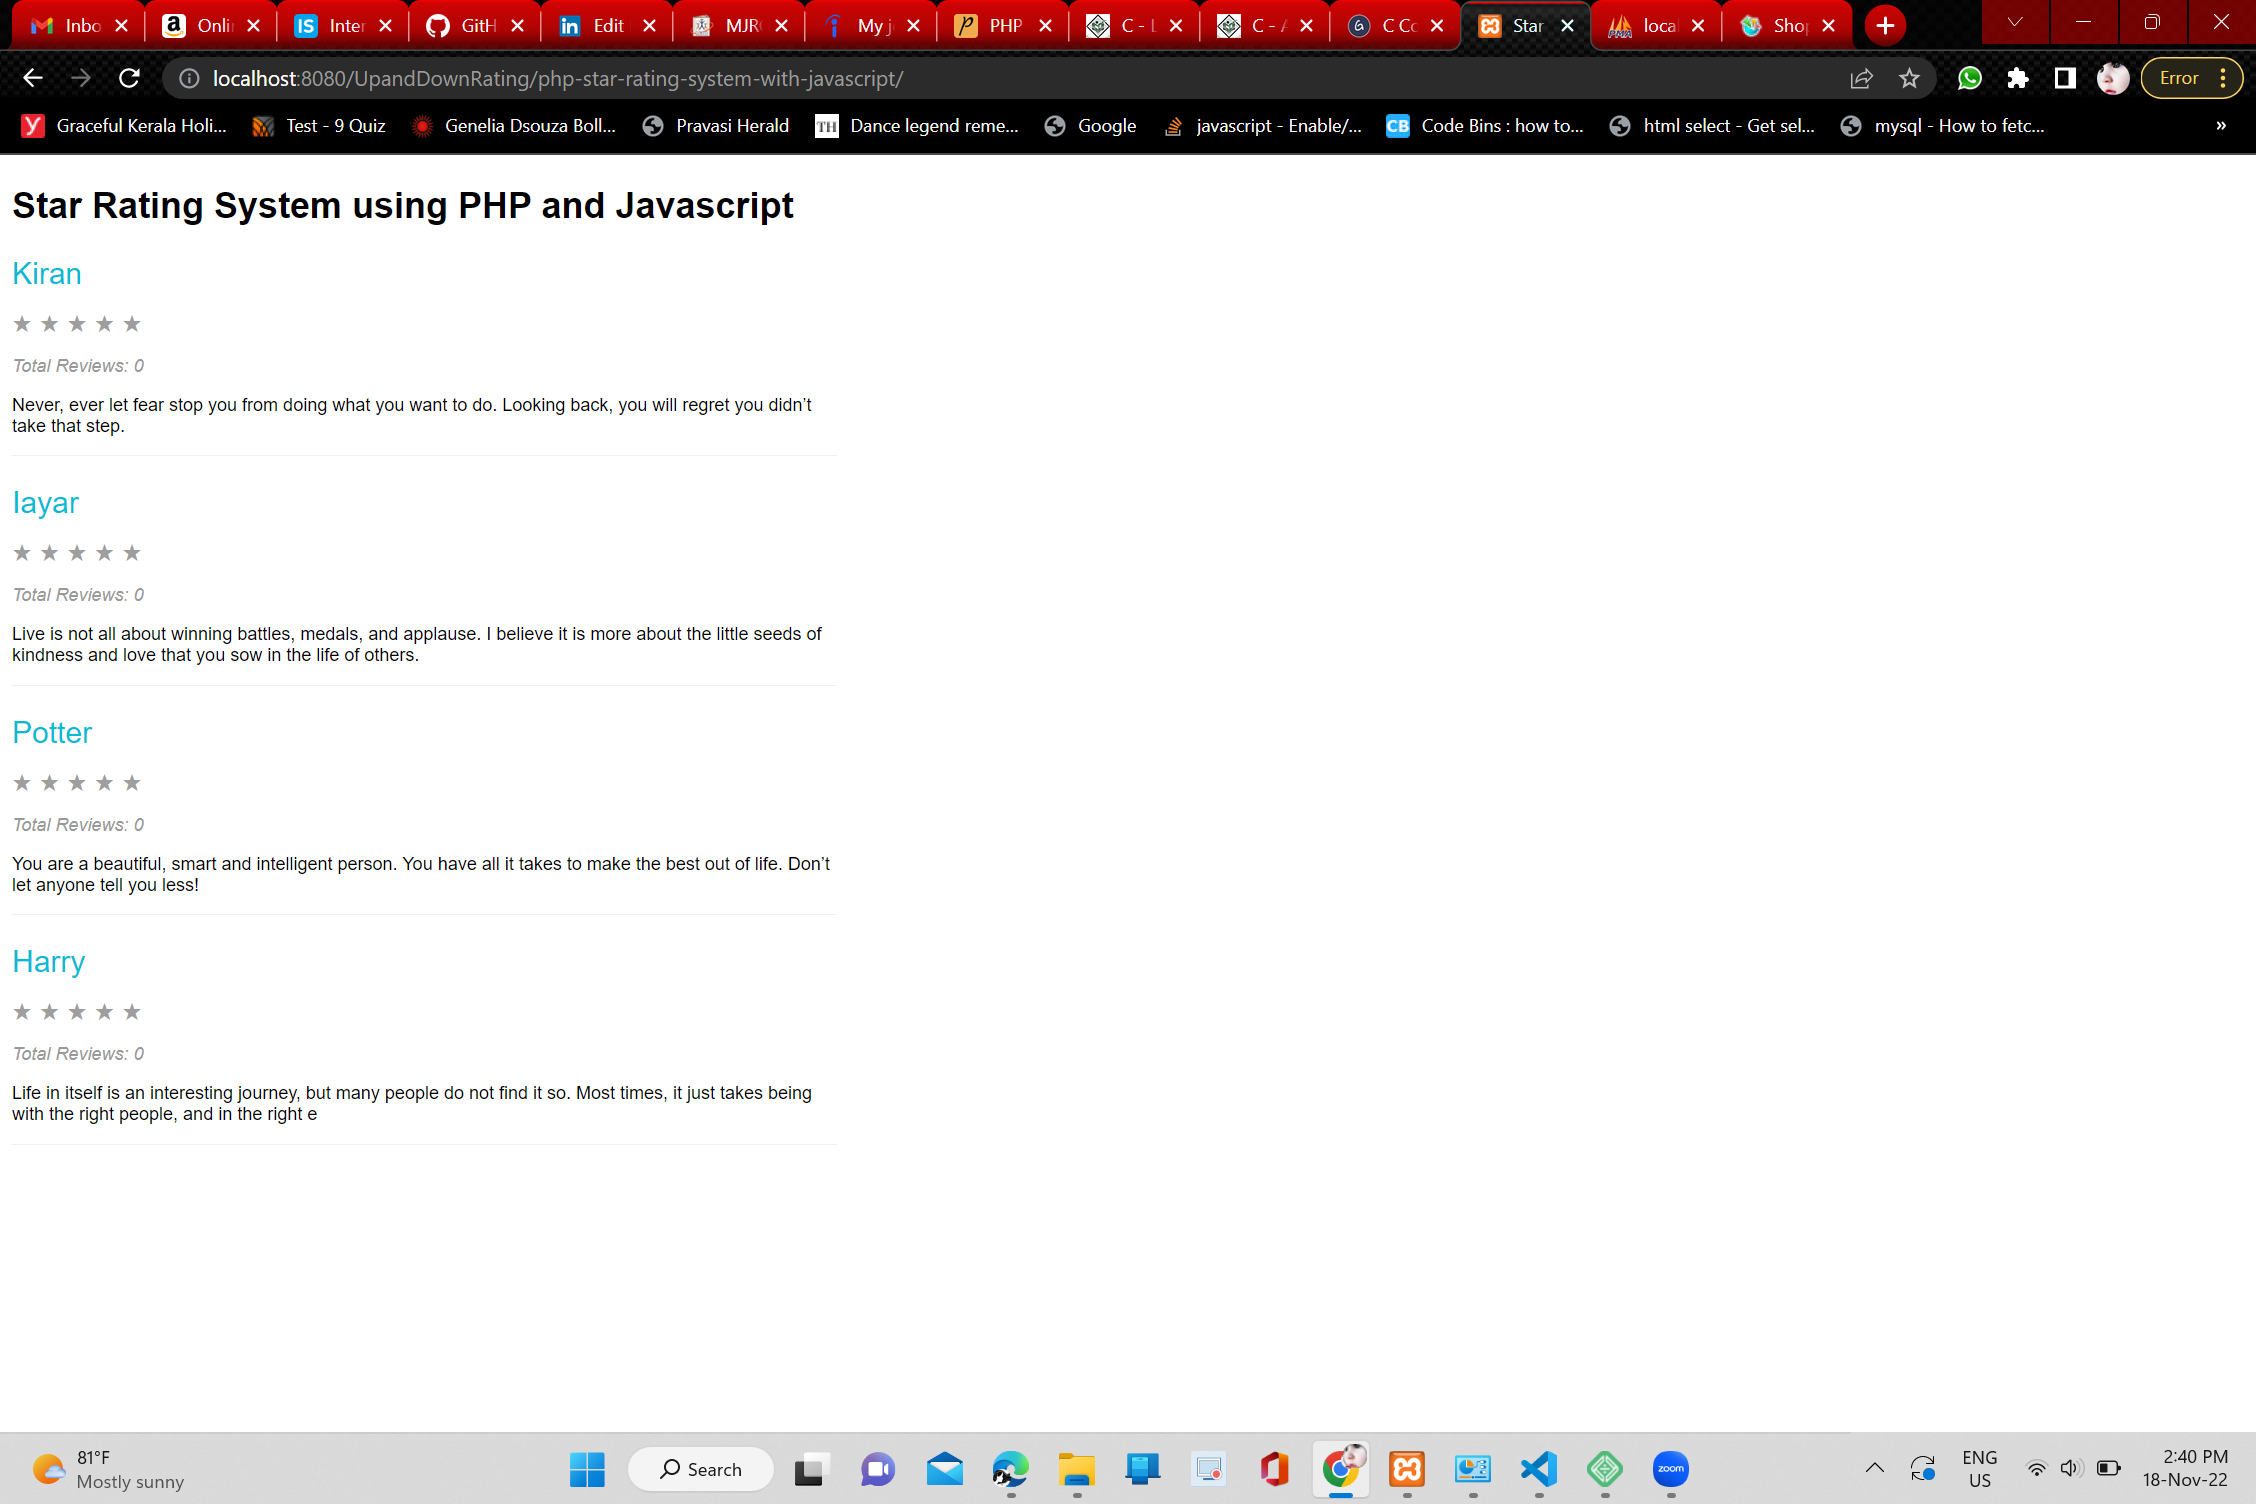 Inbo
Onli
Inter
GitH
Edit
MJR
My j
PHP
C - L
C - A
C Co
Star
loca
Sho
localhost:8080/UpandDownRating/php-star-rating-system-with-javascript/
Error
Graceful Kerala Holi...
Test - 9 Quiz
Genelia Dsouza Boll...
Pravasi Herald
TH
Dance legend reme...
Google
javascript - Enable/...
CB
Code Bins : how to...
html select - Get sel...
mysql - How to fetc...
»
Star Rating System using PHP and Javascript
Kiran
★ ★ ★ ★ ★
Total Reviews: 0
Never, ever let fear stop you from doing what you want to do. Looking back, you will regret you didn’t
take that step.
Iayar
★ ★ ★ ★ ★
Total Reviews: 0
Live is not all about winning battles, medals, and applause. I believe it is more about the little seeds of
kindness and love that you sow in the life of others.
Potter
★ ★ ★ ★ ★
Total Reviews: 0
You are a beautiful, smart and intelligent person. You have all it takes to make the best out of life. Don’t
let anyone tell you less!
Harry
★ ★ ★ ★ ★
Total Reviews: 0
Life in itself is an interesting journey, but many people do not find it so. Most times, it just takes being
with the right people, and in the right e
81°F
Mostly sunny
Search
zoom
ENG
US
2:40 PM
18-Nov-22